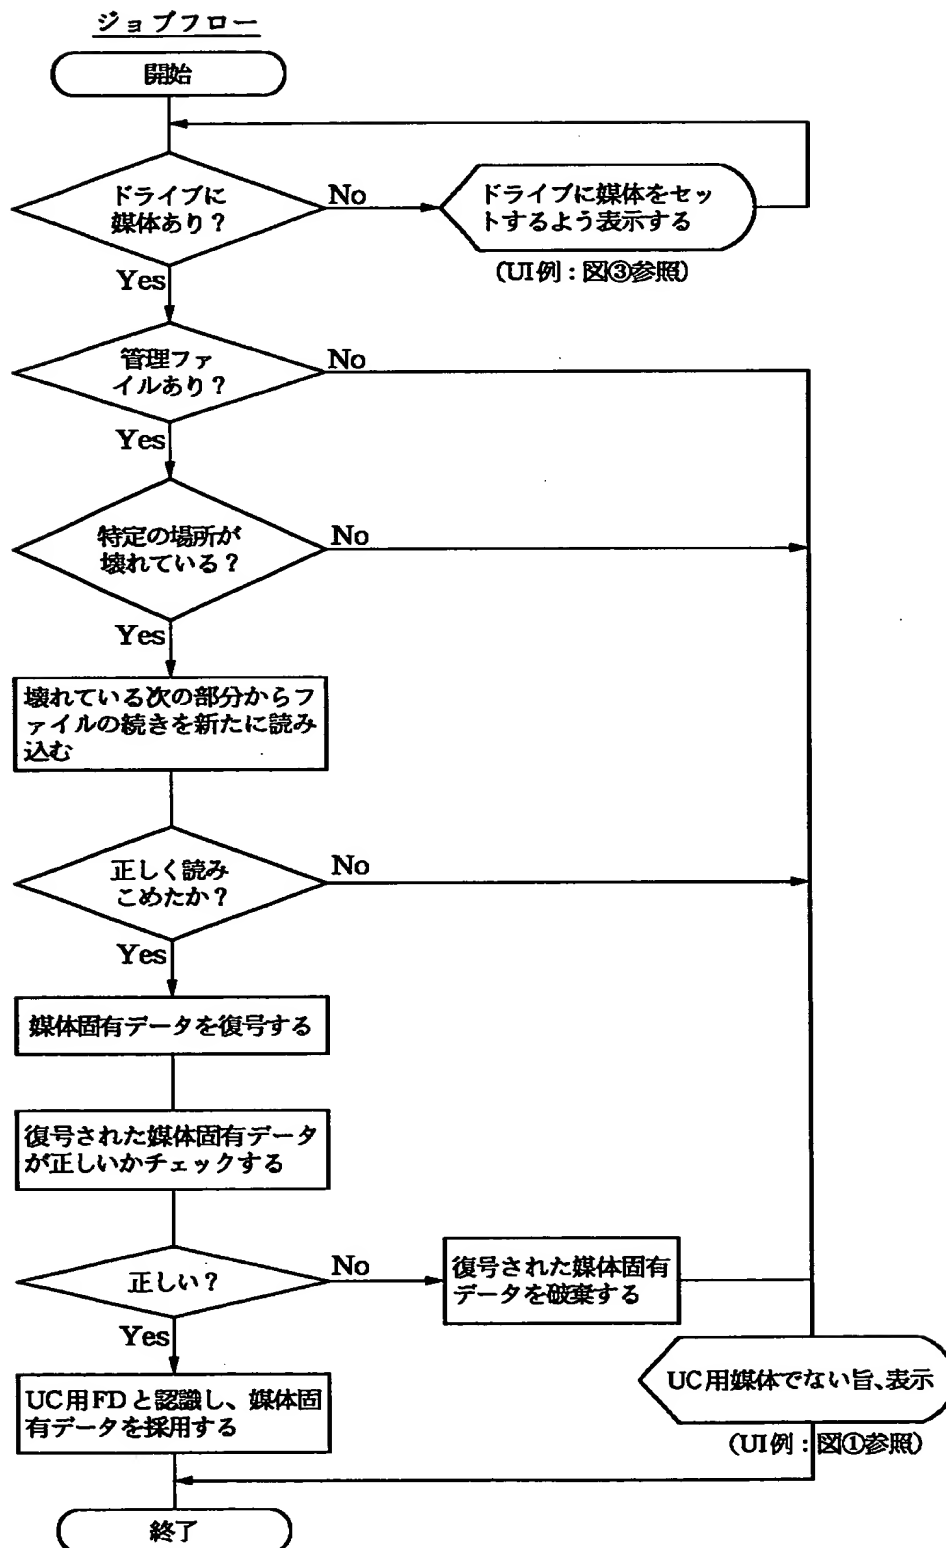 ジョブフロー
開始
ドライブに
媒体あり？
No
ドライブに媒体をセッ
トするよう表示する
(UI例：図③参照)
Yes
管理ファ
イルあり？
No
Yes
特定の場所が
壊れている？
No
Yes
壊れている次の部分からフ
ァイルの続きを新たに読み
込む
正しく読み
こめたか？
No
Yes
媒体固有データを復号する
復号された媒体固有データ
が正しいかチェックする
正しい？
No
復号された媒体固有
データを破棄する
Yes
UC用FDと認識し、媒体固
有データを採用する
UC用媒体でない旨、表示
(UI例：図①参照)
終了